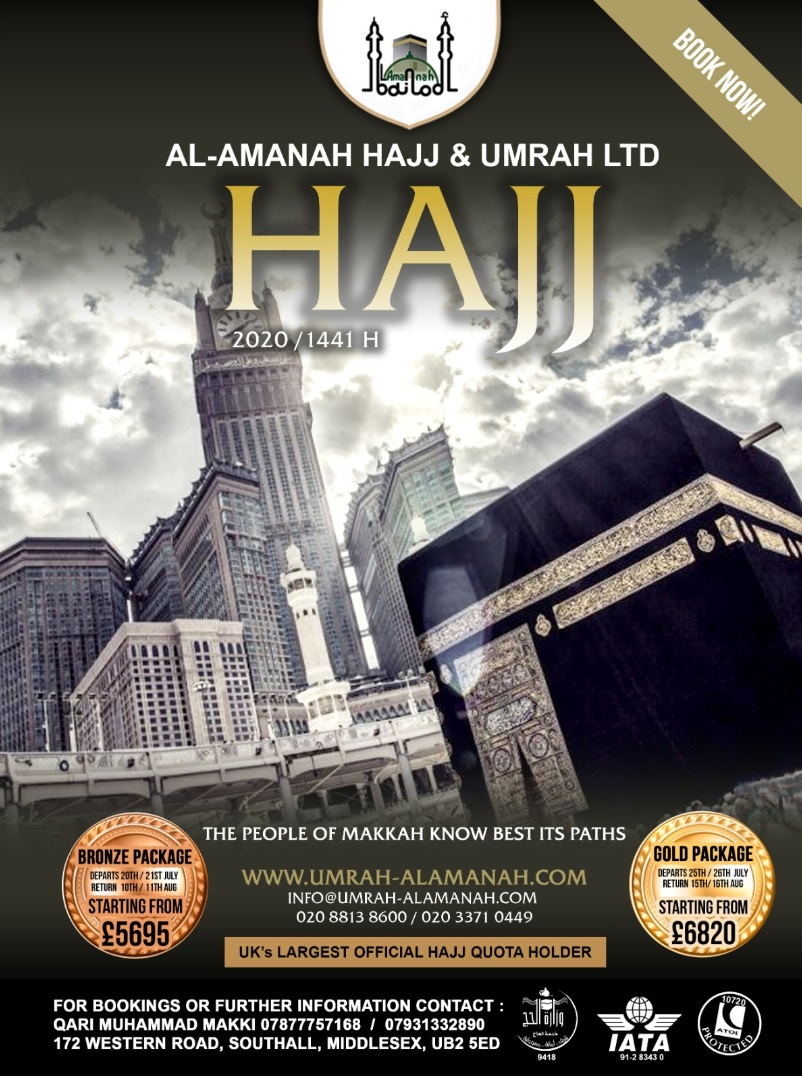 Amannah
BOOK NOW!
AL-AMANAH HAJJ & UMRAH LTD
HAJJ
2020 / 1441 H
THE PEOPLE OF MAKKAH KNOW BEST ITS PATHS
BRONZE PACKAGE
DEPARTS 20TH / 21ST JULY
RETURN 10TH / 11TH AUG
STARTING FROM
£5695
WWW.UMRAH-ALAMANAH.COM
INFO@UMRAH-ALAMANAH.COM
020 8813 8600 / 020 3371 0449
UK's LARGEST OFFICIAL HAJJ QUOTA HOLDER
GOLD PACKAGE
DEPARTS 25TH / 26TH JULY
RETURN 15TH/ 16TH AUG
STARTING FROM
£6820
FOR BOOKINGS OR FURTHER INFORMATION CONTACT :
QARI MUHAMMAD MAKKI 07877757168 / 07931332890
172 WESTERN ROAD, SOUTHALL, MIDDLESEX, UB2 5ED
وزارة الحج
9418
IATA
91-2 8343 0
10720
ATOL
PROTECTED